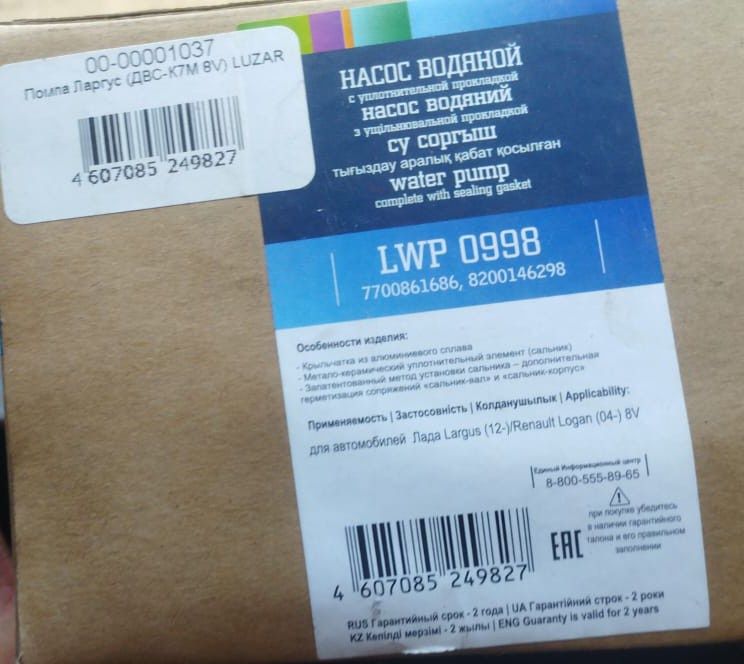 00-00001037
Помпа Ларгус (ДВС-К7М 8V) LUZAR
4 607085 249827
НАСОС ВОДЯНОЙ
с уплотнительной прокладкой
насос водяний
з ущільнювальной прокладкой
су соргыш
тығыздау аралық қабат қосылған
water pump
complete with sealing gasket
LWP 0998
7700861686, 8200146298
Особенности изделия:
- Крыльчатка из алюминиевого сплава
- Метало-керамический уплотнительный элемент (сальник)
- Запатентованный метод установки сальника – дополнительная
герметизация сопряжений «сальник-вал» и «сальник-корпус»
Применяемость | Застосовність | Колданушылык | Applicability:
для автомобилей Лада Largus (12-)/Renault Logan (04-) 8V
Единый Информационный центр
8-800-555-89-65
при покупке убедитесь
в наличии гарантийного
талона и его правильном
заполнении
EAC
4 607085 249827
RUS Гарантийный срок - 2 года | UA Гарантійний строк - 2 роки
KZ Кепілді мерзімі - 2 жылы | ENG Guaranty is valid for 2 years